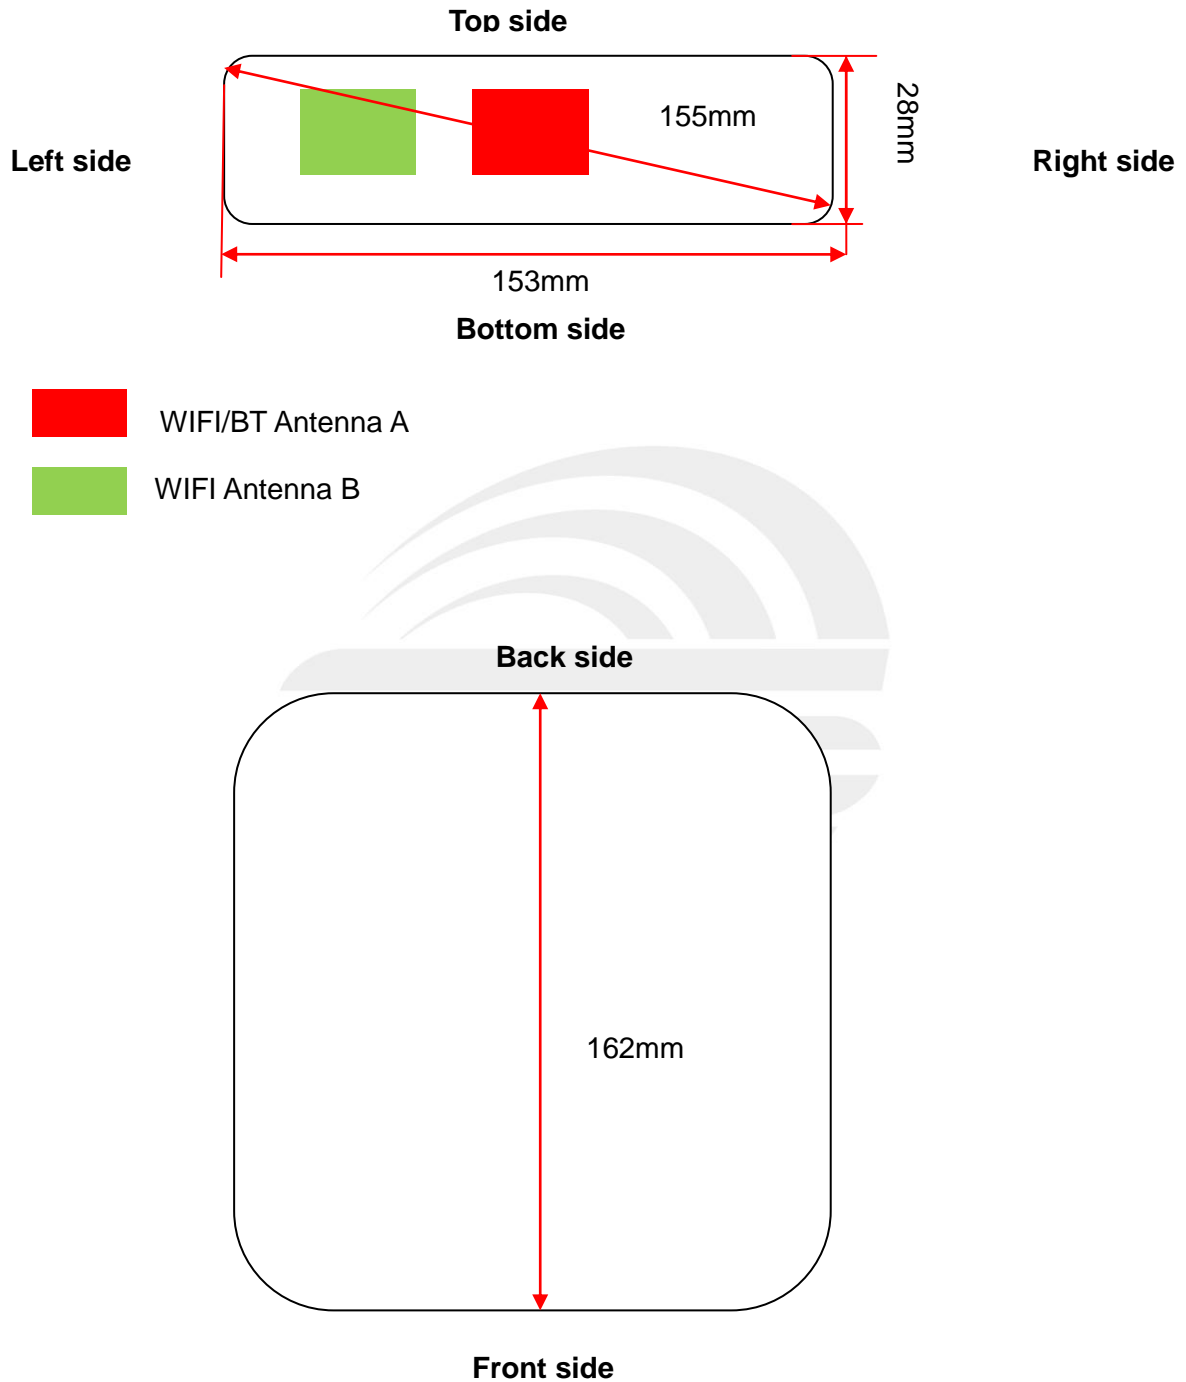 Top side
155mm
28mm
Left side
Right side
153mm
Bottom side
WIFI/BT Antenna A
WIFI Antenna B
Back side
162mm
Front side